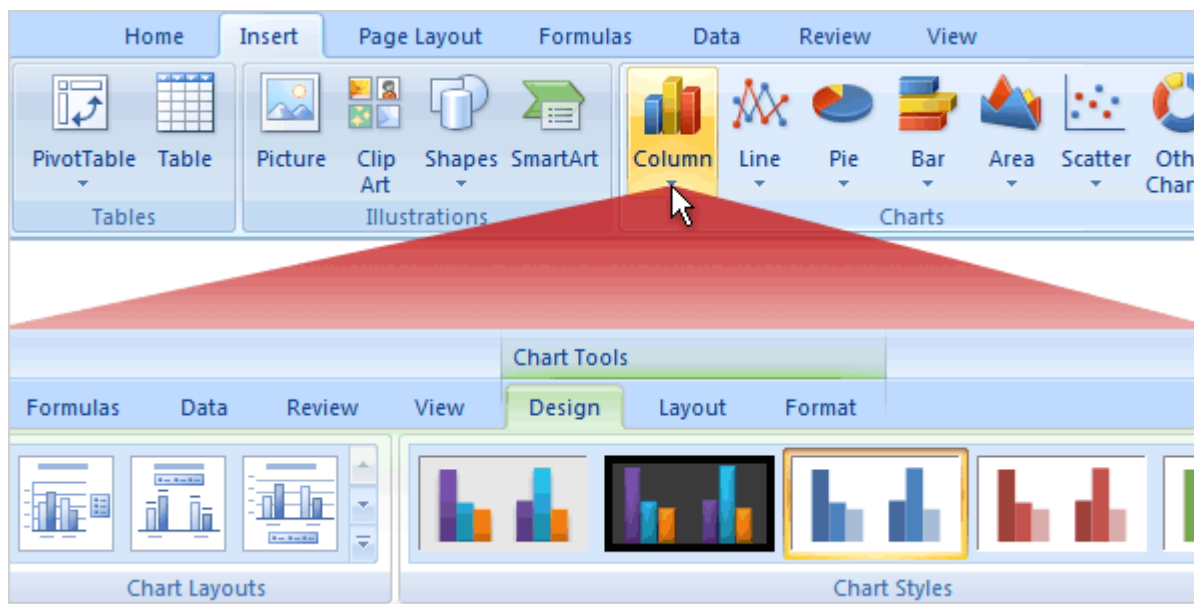 Home Insert Page Layout Formulas Data Review View
PivotTable Table Picture Clip Art Shapes SmartArt Column Line Pie Bar Area Scatter
Tables Illustrations Charts
Chart Tools
Formulas Data Review View Design Layout Format
Chart Layouts Chart Styles